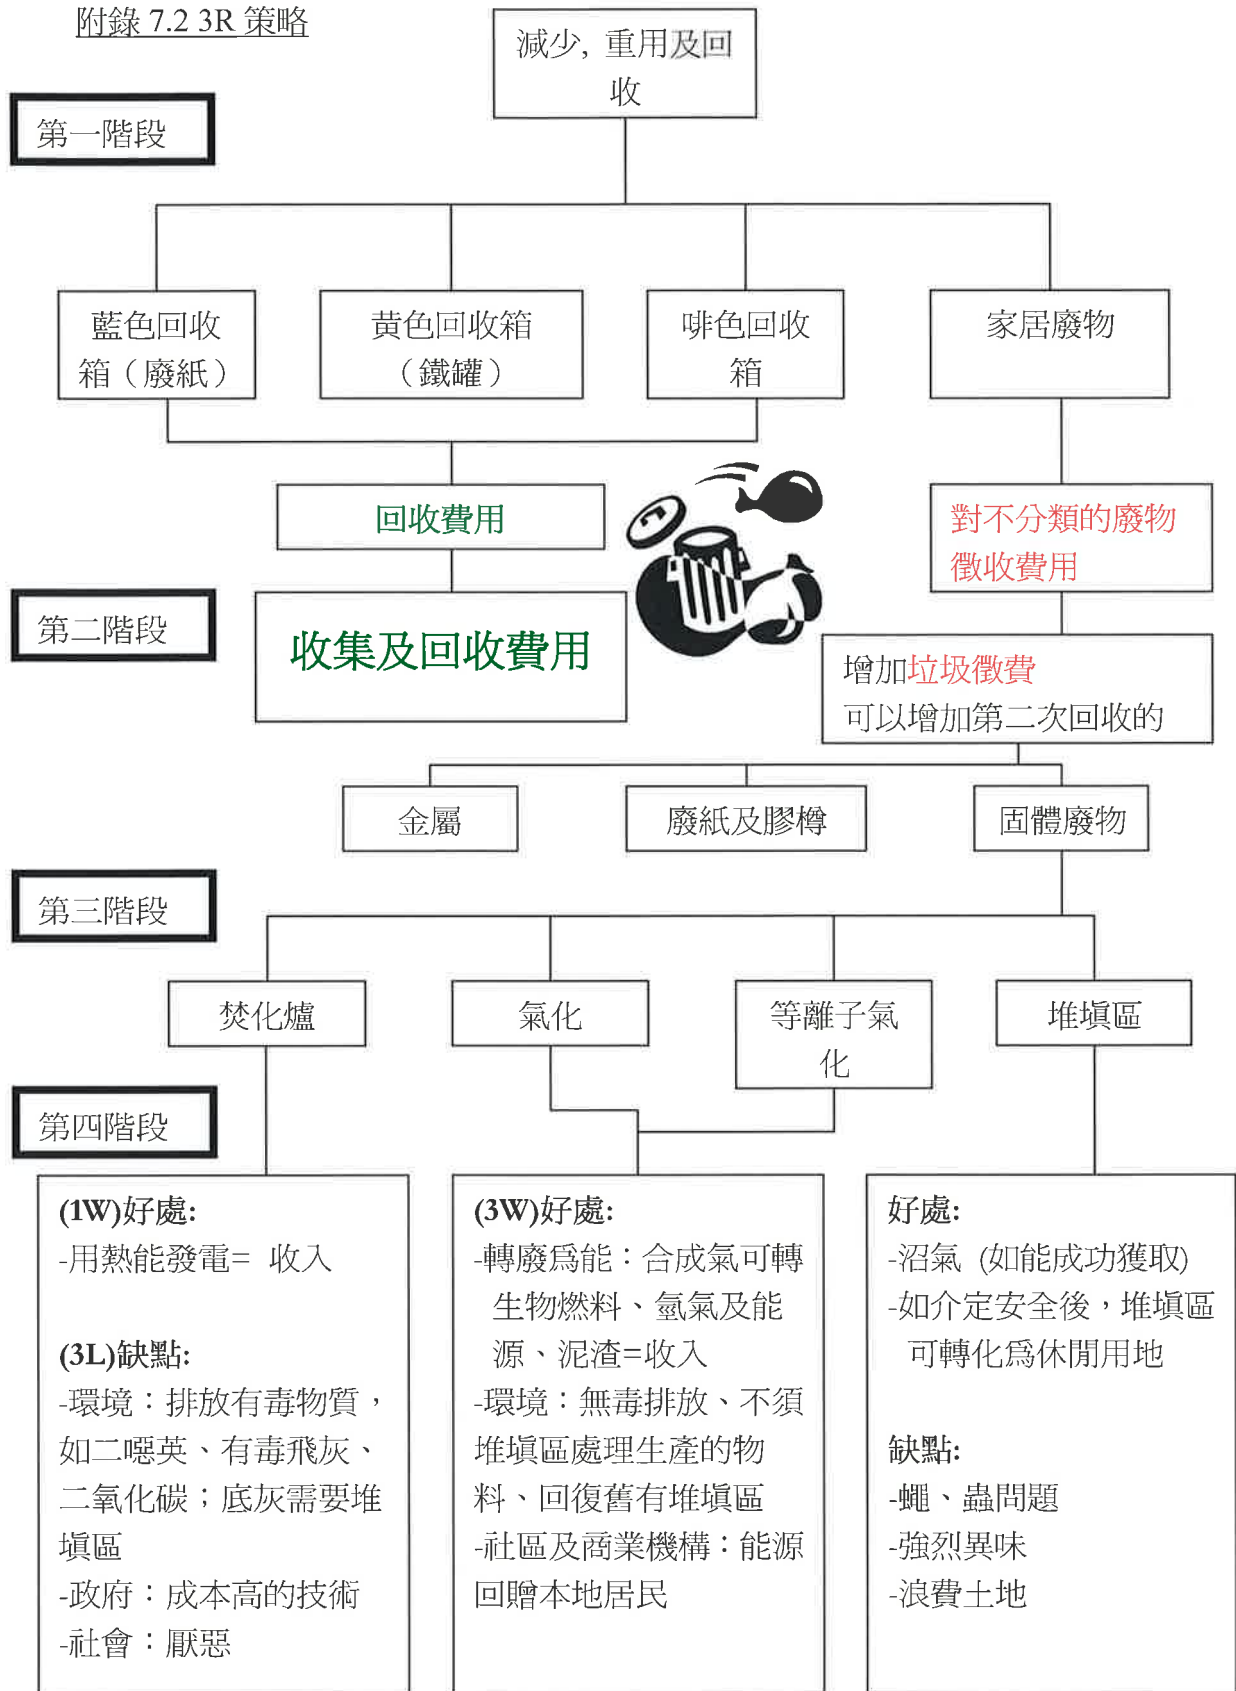 附錄 7.2 3R 策略
減少, 重用及回
收
第一階段
藍色回收
箱（廢紙）
黃色回收箱
（鐵罐）
啡色回收
箱
家居廢物
回收費用
對不分類的廢物
徵收費用
第二階段
收集及回收費用
增加垃圾徵費
可以增加第二次回收的
金屬
廢紙及膠樽
固體廢物
第三階段
焚化爐
氣化
等離子氣
化
堆塡區
第四階段
(1W)好處:
-用熱能發電= 收入
(3L)缺點:
-環境：排放有毒物質，
如二噁英、有毒飛灰、
二氧化碳；底灰需要堆
塡區
-政府：成本高的技術
-社會：厭惡
(3W)好處:
-轉廢爲能：合成氣可轉
生物燃料、氫氣及能
源、泥渣=收入
-環境：無毒排放、不須
堆塡區處理生產的物
料、回復舊有堆塡區
-社區及商業機構：能源
回贈本地居民
好處:
-沼氣 (如能成功獲取)
-如介定安全後，堆塡區
可轉化爲休閒用地
缺點:
-蠅、蟲問題
-強烈異味
-浪費土地